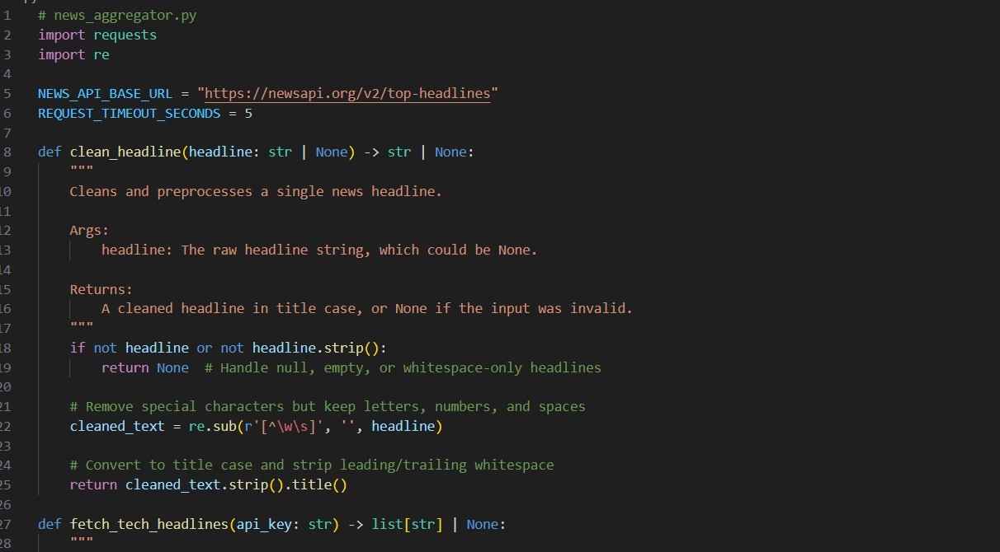 1 # news_aggregator.py
2 import requests
3 import re
4
5 NEWS_API_BASE_URL = "https://newsapi.org/v2/top-headlines"
6 REQUEST_TIMEOUT_SECONDS = 5
7
8 def clean_headline(headline: str | None) -> str | None:
9     """
10     Cleans and preprocesses a single news headline.
11
12     Args:
13         headline: The raw headline string, which could be None.
14
15     Returns:
16         A cleaned headline in title case, or None if the input was invalid.
17     """
18     if not headline or not headline.strip():
19         return None  # Handle null, empty, or whitespace-only headlines
20
21     # Remove special characters but keep letters, numbers, and spaces
22     cleaned_text = re.sub(r'[^\w\s]', '', headline)
23
24     # Convert to title case and strip leading/trailing whitespace
25     return cleaned_text.strip().title()
26
27 def fetch_tech_headlines(api_key: str) -> list[str] | None:
28     """